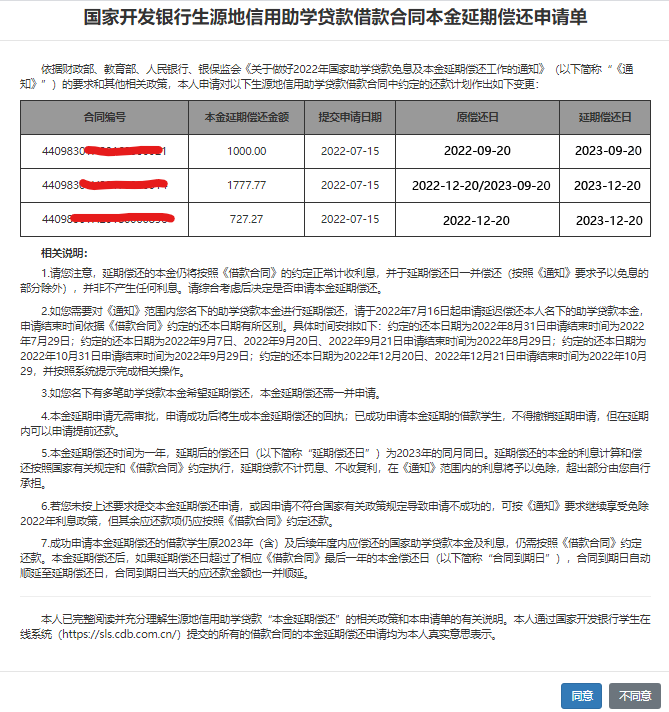 国家开发银行生源地信用助学贷款借款合同本金延期偿还申请单
依据财政部、教育部、人民银行、银保监会《关于做好2022年国家助学贷款免息及本金延期偿还工作的通知》（以下简称“《通
知》”）的要求和其他相关政策，本人申请对以下生源地信用助学贷款借款合同中约定的还款计划作出如下变更：
合同编号 本金延期偿还金额 提交申请日期 原偿还日 延期偿还日
1000.00 2022-07-15 2022-09-20 2023-09-20
1777.77 2022-07-15 2022-12-20/2023-09-20 2023-12-20
727.27 2022-07-15 2022-12-20 2023-12-20
相关说明：
1.请您注意，延期偿还的本金仍将按照《借款合同》的约定正常计收利息，并于延期偿还日一并偿还（按照《通知》要求予以免息的
部分除外），并非不产生任何利息。请综合考虑后决定是否申请本金延期偿还。
2.如您需要对《通知》范围内您名下的助学贷款本金进行延期偿还，请于2022年7月16日起申请延迟偿还本人名下的助学贷款本金，
申请结束时间依据《借款合同》约定的还本日期有所区别。具体时间安排如下：约定的还本日期为2022年8月31日申请结束时间为2022
年7月29日；约定的还本日期为2022年9月7日、2022年9月20日、2022年9月21日申请结束时间为2022年8月29日；约定的还本日期为
2022年10月31日申请结束时间为2022年9月29日；约定的还本日期为2022年12月20日、2022年12月21日申请结束时间为2022年10月
29，并按照系统提示完成相关操作。
3.如您名下有多笔助学贷款本金希望延期偿还，本金延期偿还需一并申请。
4.本金延期申请无需审批，申请成功后将生成本金延期偿还的回执；已成功申请本金延期的借款学生，不得撤销延期申请，但在延期
内可以申请提前还款。
5.本金延期偿还时间为一年，延期后的偿还日（以下简称“延期偿还日”）为2023年的同月同日。延期偿还的本金的利息计算和偿
还按照国家有关规定和《借款合同》约定执行，延期贷款不计罚息、不收复利，在《通知》范围内的利息将予以免除，超出部分由您自行
承担。
6.若您未按上述要求提交本金延期偿还申请，或因申请不符合国家有关政策规定导致申请不成功的，可按《通知》要求继续享受免除
2022年利息政策，但其余应还款项仍应按照《借款合同》约定还款。
7.成功申请本金延期偿还的借款学生原2023年（含）及后续年度内应偿还的国家助学贷款本金及利息，仍需按照《借款合同》约定
还款。本金延期偿还后，如果延期偿还日超过了相应《借款合同》最后一年的本金偿还日（以下简称“合同到期日”），合同到期日自动
顺延至延期偿还日，合同到期日当天的应还款金额也一并顺延。
本人已完整阅读并充分理解生源地信用助学贷款“本金延期偿还”的相关政策和本申请单的有关说明。本人通过国家开发银行学生在
线系统（https://sls.cdb.com.cn/）提交的所有的借款合同的本金延期偿还申请均为本人真实意思表示。
同意 不同意